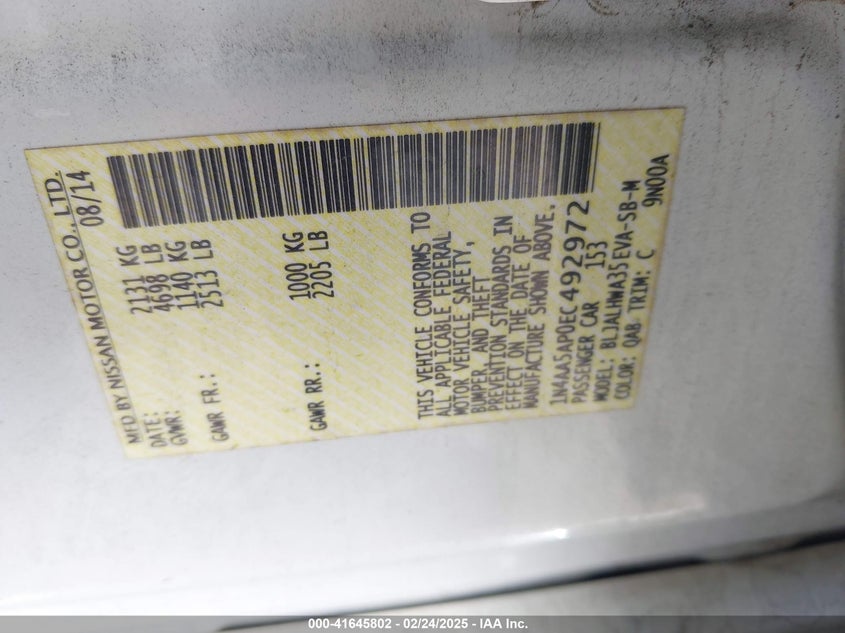 MFD BY NISSAN MOTOR CO., LTD.
DATE: 08/14
GVWR: 2131 KG
4698 LB
GAWR FR.: 1140 KG
2513 LB
GAWR RR.: 1000 KG
2205 LB
THIS VEHICLE CONFORMS TO
ALL APPLICABLE FEDERAL
MOTOR VEHICLE SAFETY,
BUMPER, AND THEFT
PREVENTION STANDARDS IN
EFFECT ON THE DATE OF
MANUFACTURE SHOWN ABOVE.
1N4AA5AP0EC492972
PASSENGER CAR 153
MODEL: BLJALHWA35EVA-SB-M
COLOR: QAB TRIM: C 9N00A
000-41645802 - 02/24/2025 - IAA Inc.